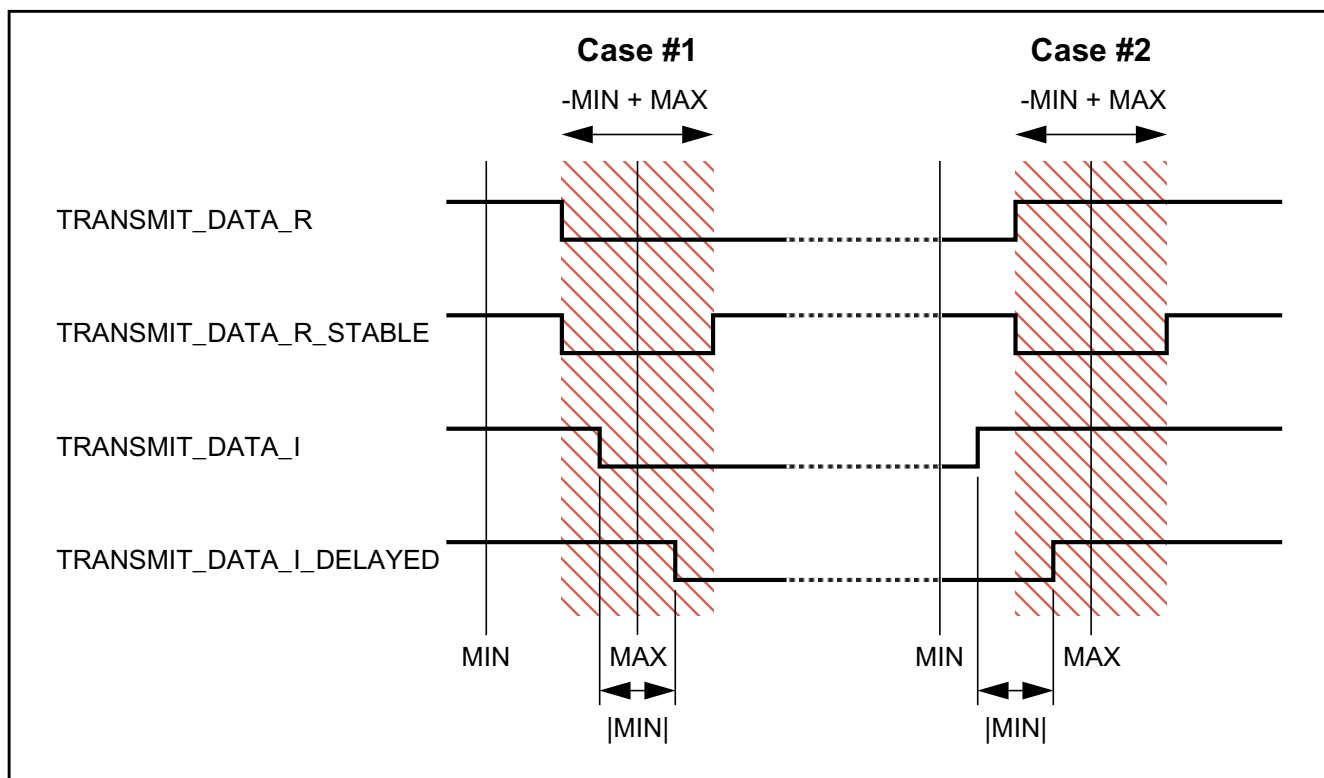 Case #1 Case #2
-MIN + MAX -MIN + MAX
TRANSMIT_DATA_R
TRANSMIT_DATA_R_STABLE
TRANSMIT_DATA_I
TRANSMIT_DATA_I_DELAYED
MIN MAX MIN MAX
|MIN| |MIN|